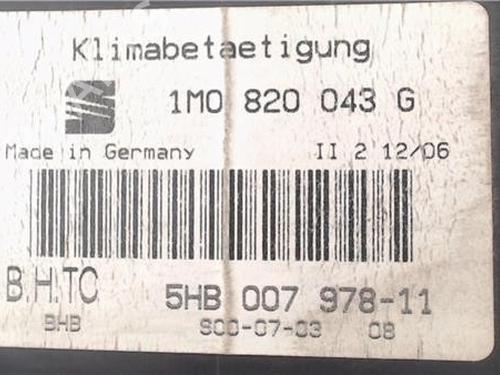 Klimabetaetigung
1M0 820 043 G
Made in Germany II 2 12/06
B.H.TC 5HB 007 978-11
BHB SOO-07-03 08